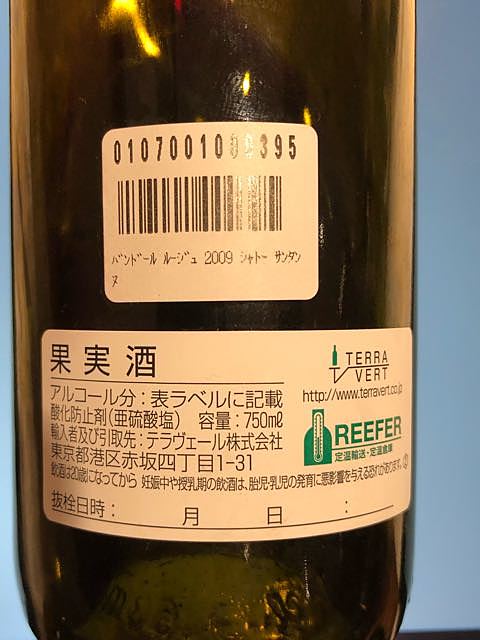 0107001000395
バンドール ルージュ 2009 シャトー サンタン
ヌ
果実酒
TERRA
VERT
http://www.terravert.co.jp
アルコール分：表ラベルに記載
酸化防止剤（亜硫酸塩） 容量：750mℓ
輸入者及び引取先：テラヴェール株式会社
東京都港区赤坂四丁目1-31
REEFER
定温輸送・定温倉庫
飲酒は20歳になってから 妊娠中や授乳期の飲酒は、胎児・乳児の発育に悪影響を与える恐れがあります。
抜栓日時： 月 日 ：